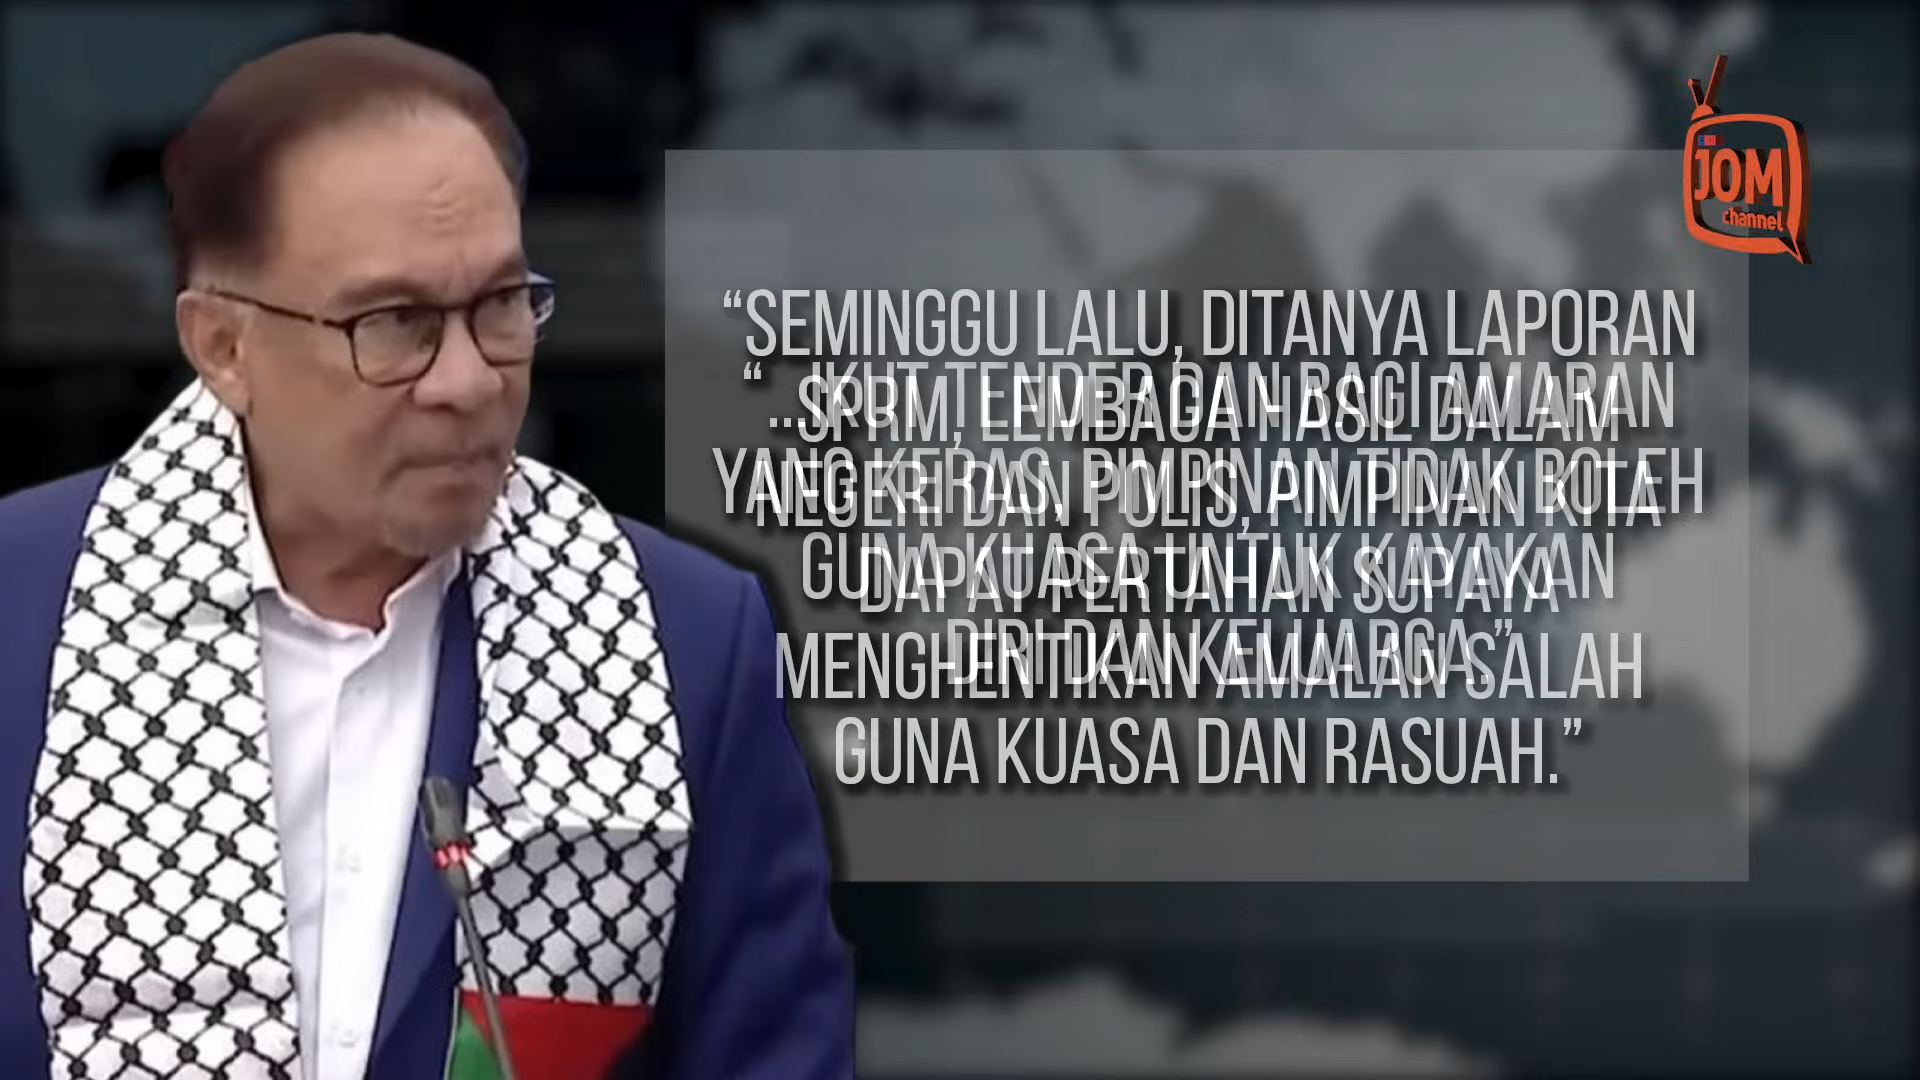 “SEMINGGU LALU, DITANYA LAPORAN
SPRM, LEMBAGA HASIL DALAM
NEGERI DAN POLIS, PIMPINAN KITA
DAPAT PERTAHAN SUPAYA
MENGHENTIKAN AMALAN SALAH
GUNA KUASA DAN RASUAH.”
“...IKUT TENDER DAN BAGI AMARAN
YANG KERAS, PIMPINAN TIDAK BOLEH
GUNA KUASA UNTUK KAYAKAN
DIRI DAN KELUARGA.”
JOM
channel